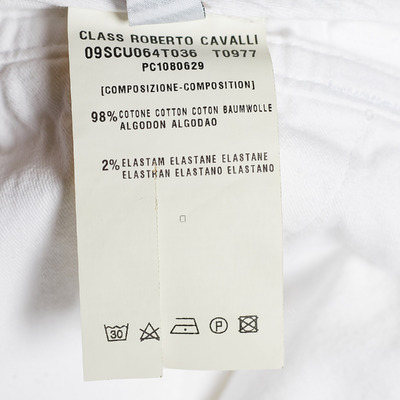 CLASS ROBERTO CAVALLI
09SCU064T036 T0977
PC1080629
[COMPOSIZIONE-COMPOSITION]
98% COTONE COTTON COTON BAUMWOLLE
ALGODON ALGODAO
2% ELASTAM ELASTANE ELASTANE
ELASTHAN ELASTANO ELASTANO
30 P